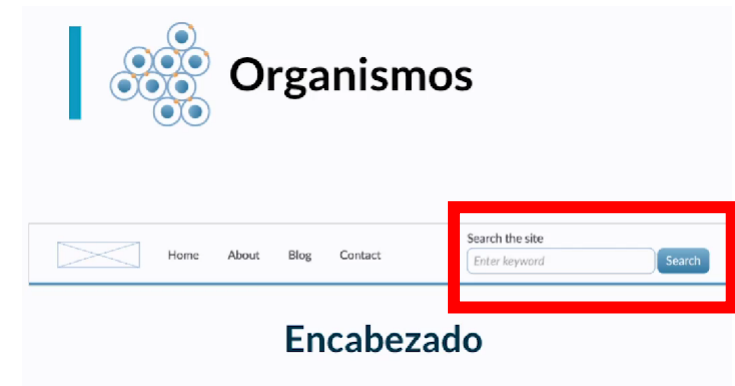 Organismos
Search the site
Home About Blog Contact Enter keyword Search
Encabezado